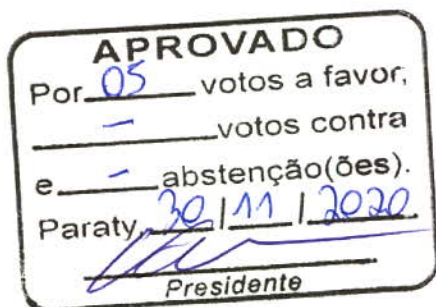 APROVADO
Por 05 votos a favor,
- votos contra
e - abstenção(ões).
Paraty, 30 / 11 / 2020
Presidente